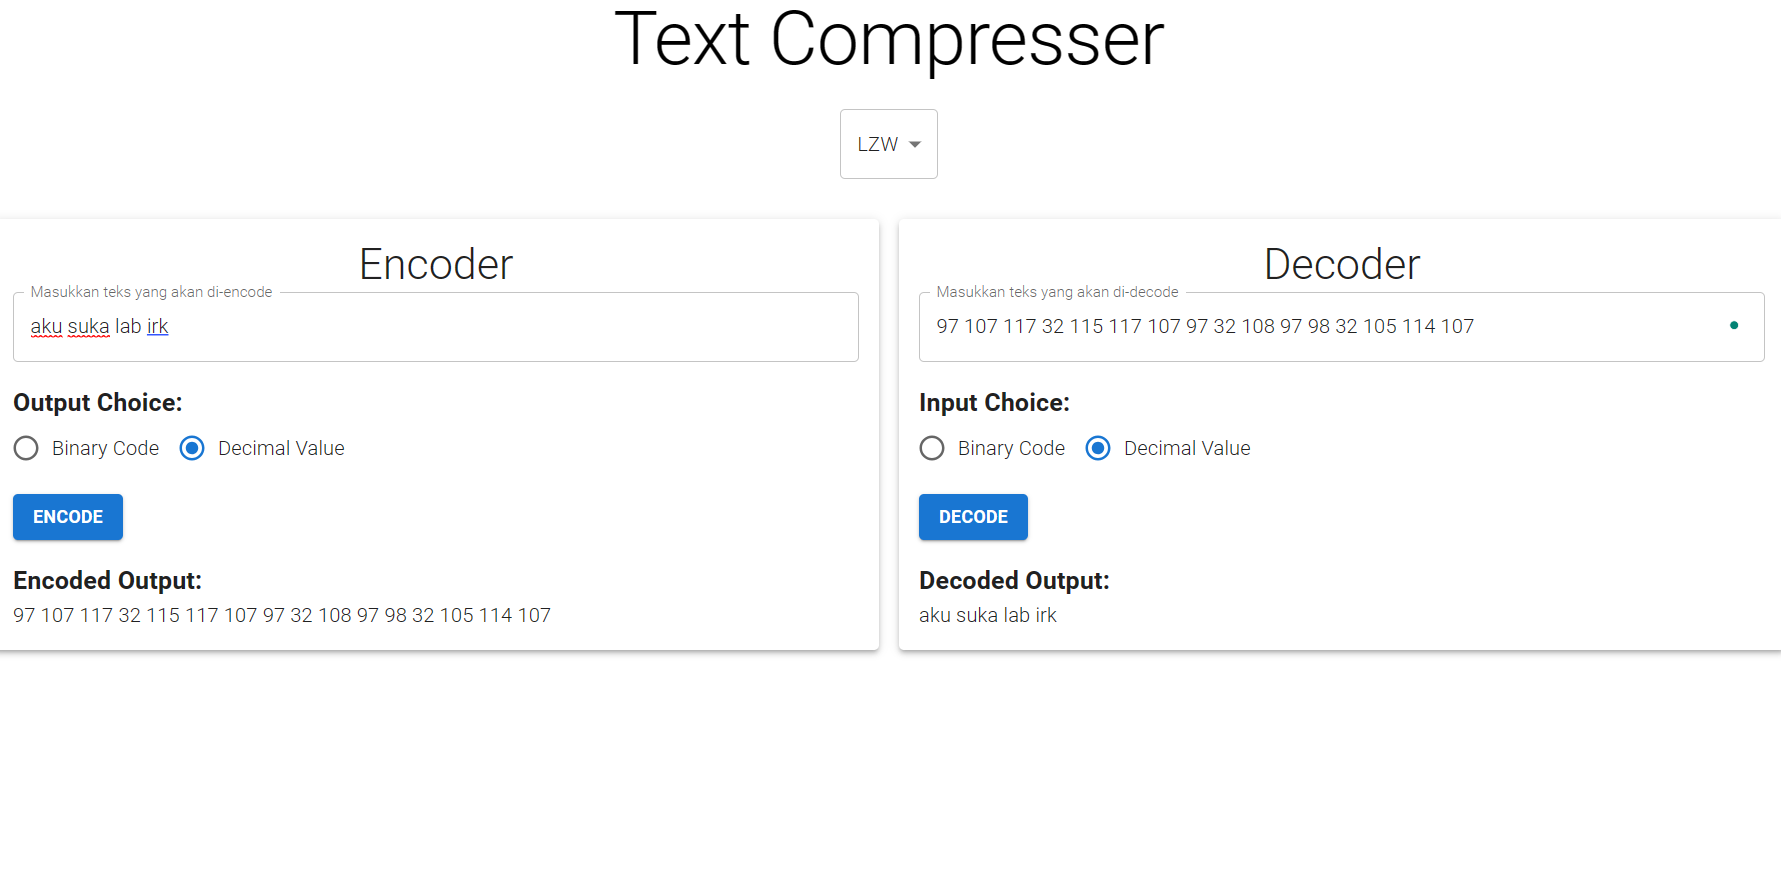 Text Compresser
LZW
Encoder
Masukkan teks yang akan di-encode
aku suka lab irk
Output Choice:
Binary Code
Decimal Value
ENCODE
Encoded Output:
97 107 117 32 115 117 107 97 32 108 97 98 32 105 114 107
Decoder
Masukkan teks yang akan di-decode
97 107 117 32 115 117 107 97 32 108 97 98 32 105 114 107
Input Choice:
Binary Code
Decimal Value
DECODE
Decoded Output:
aku suka lab irk